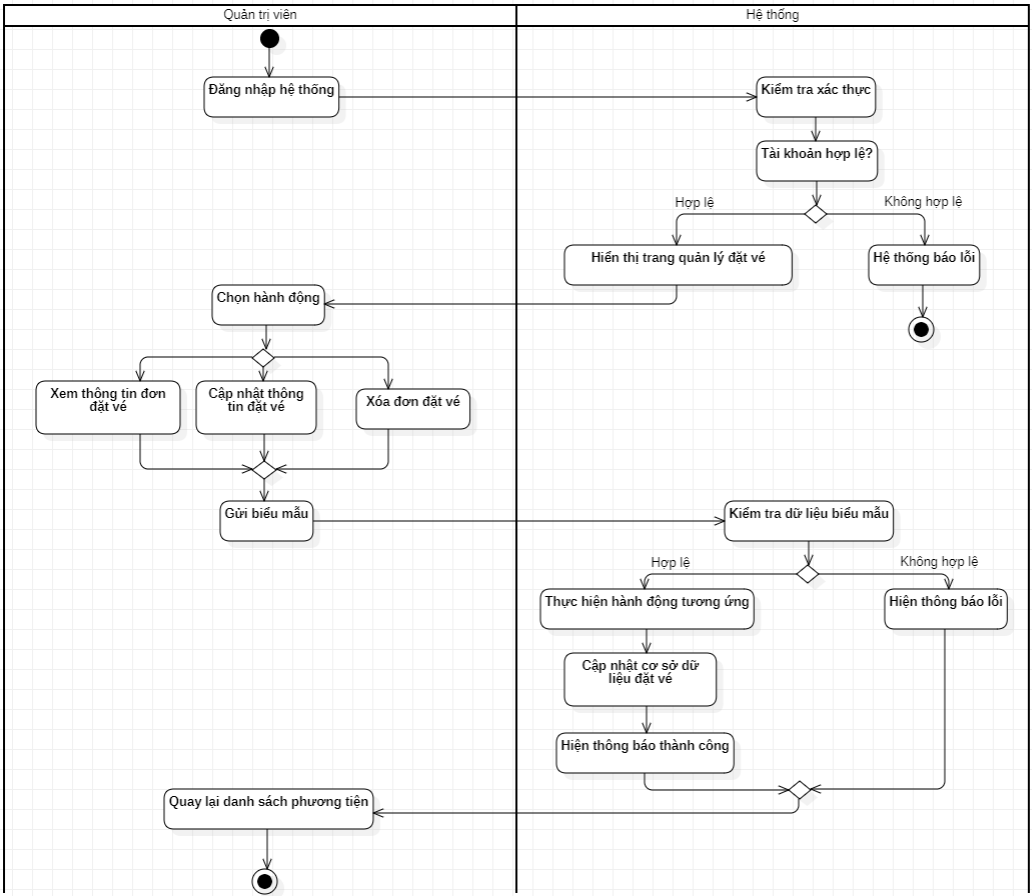 Quản trị viên
Hệ thống
Đăng nhập hệ thống
Kiểm tra xác thực
Tài khoản hợp lệ?
Hợp lệ
Không hợp lệ
Hiển thị trang quản lý đặt vé
Hệ thống báo lỗi
Chọn hành động
Xem thông tin đơn
đặt vé
Cập nhật thông
tin đặt vé
Xóa đơn đặt vé
Gửi biểu mẫu
Kiểm tra dữ liệu biểu mẫu
Hợp lệ
Không hợp lệ
Thực hiện hành động tương ứng
Hiện thông báo lỗi
Cập nhật cơ sở dữ
liệu đặt vé
Hiện thông báo thành công
Quay lại danh sách phương tiện